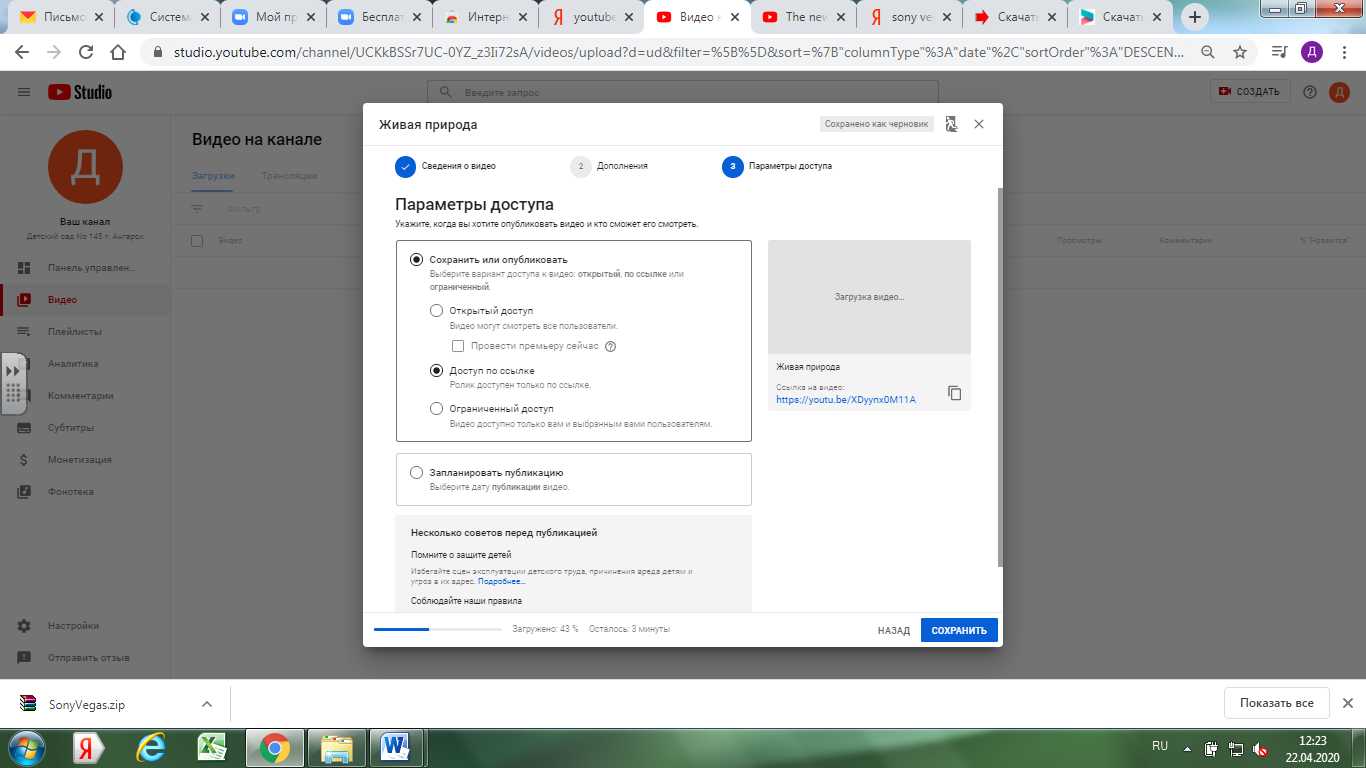 Письмо
Система
Мой пр
Бесплат
Интерн
youtube
Видео н
The new
sony ve
Скачать
Скачать
studio.youtube.com/channel/UCKkBSSr7UC-0YZ_z3Ii72sA/videos/upload?d=ud&filter=%5B%5D&sort=%7B"columnType"%3A"date"%2C"sortOrder"%3A"DESCEN...
Д
Studio
Введите запрос
СОЗДАТЬ
Д
Д
Ваш канал
Детский сад No 145 г. Ангарск
Панель управлен...
Видео
Плейлисты
Аналитика
Комментарии
Субтитры
Монетизация
Фонотека
Настройки
Отправить отзыв
Видео на канале
Загрузки
Трансляции
Фильтр
Видео
Просмотры
Комментарии
% "Нравится"
Живая природа
Сохранено как черновик
Сведения о видео
2 Дополнения
3 Параметры доступа
Параметры доступа
Укажите, когда вы хотите опубликовать видео и кто сможет его смотреть.
Сохранить или опубликовать
Выберите вариант доступа к видео: открытый, по ссылке или
ограниченный.
Открытый доступ
Видео могут смотреть все пользователи.
Провести премьеру сейчас
Доступ по ссылке
Ролик доступен только по ссылке.
Ограниченный доступ
Видео доступно только вам и выбранным вами пользователям.
Запланировать публикацию
Выберите дату публикации видео.
Несколько советов перед публикацией
Помните о защите детей
Избегайте сцен эксплуатации детского труда, причинения вреда детям и
угроз в их адрес. Подробнее...
Соблюдайте наши правила
Загрузка видео...
Живая природа
Ссылка на видео:
https://youtu.be/XDyynx0M11A
Загружено: 43 %
Осталось: 3 минуты
НАЗАД
СОХРАНИТЬ
SonyVegas.zip
Показать все
RU
12:23
22.04.2020